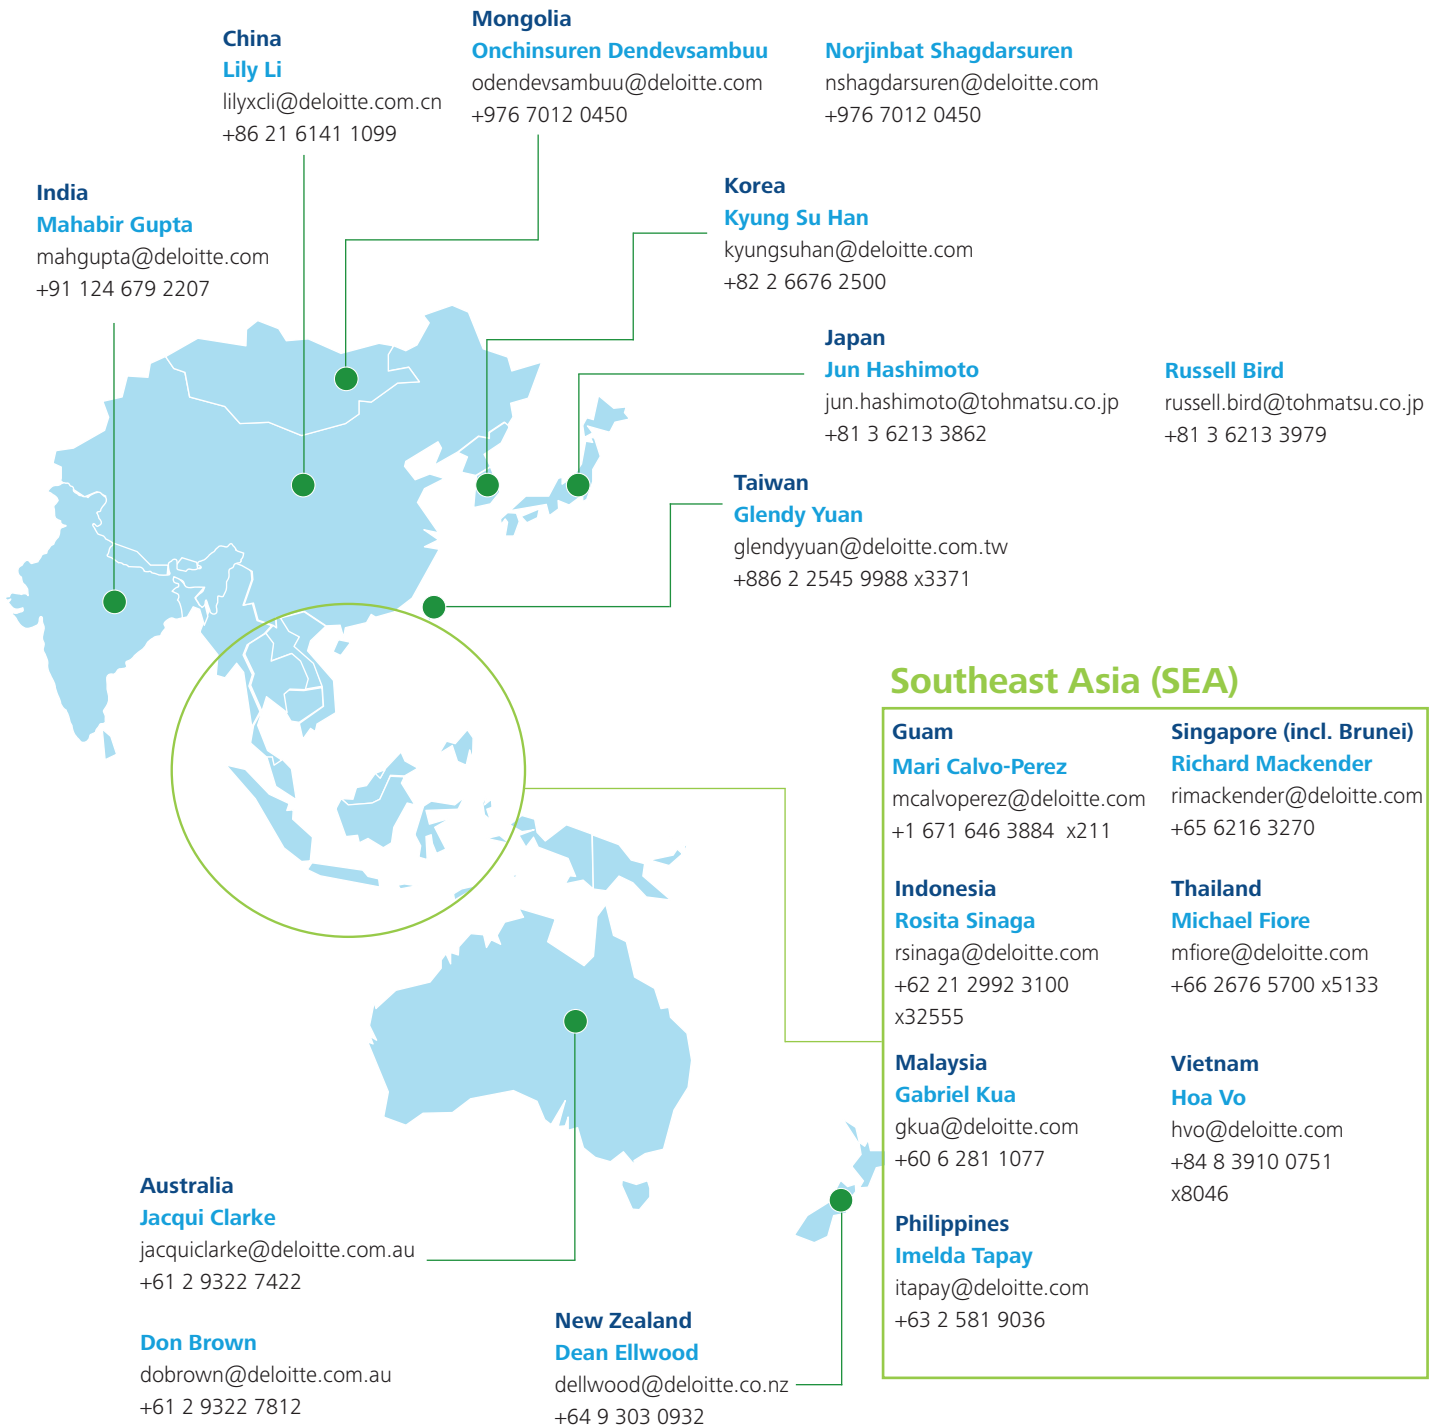 Mongolia
Onchinsuren Dendevsambuu
odendevsambuu@deloitte.com
+976 7012 0450
Norjinbat Shagdarsuren
nshagdarsuren@deloitte.com
+976 7012 0450
China
Lily Li
lilyxcli@deloitte.com.cn
+86 21 6141 1099
India
Mahabir Gupta
mahgupta@deloitte.com
+91 124 679 2207
Korea
Kyung Su Han
kyungsuhan@deloitte.com
+82 2 6676 2500
Japan
Jun Hashimoto
jun.hashimoto@tohmatsu.co.jp
+81 3 6213 3862
Russell Bird
russell.bird@tohmatsu.co.jp
+81 3 6213 3979
Taiwan
Glendy Yuan
glendyyuan@deloitte.com.tw
+886 2 2545 9988 x3371
Southeast Asia (SEA)
Guam
Mari Calvo-Perez
mcalvoperez@deloitte.com
+1 671 646 3884  x211
Singapore (incl. Brunei)
Richard Mackender
rimackender@deloitte.com
+65 6216 3270
Indonesia
Rosita Sinaga
rsinaga@deloitte.com
+62 21 2992 3100
x32555
Thailand
Michael Fiore
mfiore@deloitte.com
+66 2676 5700 x5133
Malaysia
Gabriel Kua
gkua@deloitte.com
+60 6 281 1077
Vietnam
Hoa Vo
hvo@deloitte.com
+84 8 3910 0751
x8046
Philippines
Imelda Tapay
itapay@deloitte.com
+63 2 581 9036
Australia
Jacqui Clarke
jacquiclarke@deloitte.com.au
+61 2 9322 7422
Don Brown
dobrown@deloitte.com.au
+61 2 9322 7812
New Zealand
Dean Ellwood
dellwood@deloitte.co.nz
+64 9 303 0932